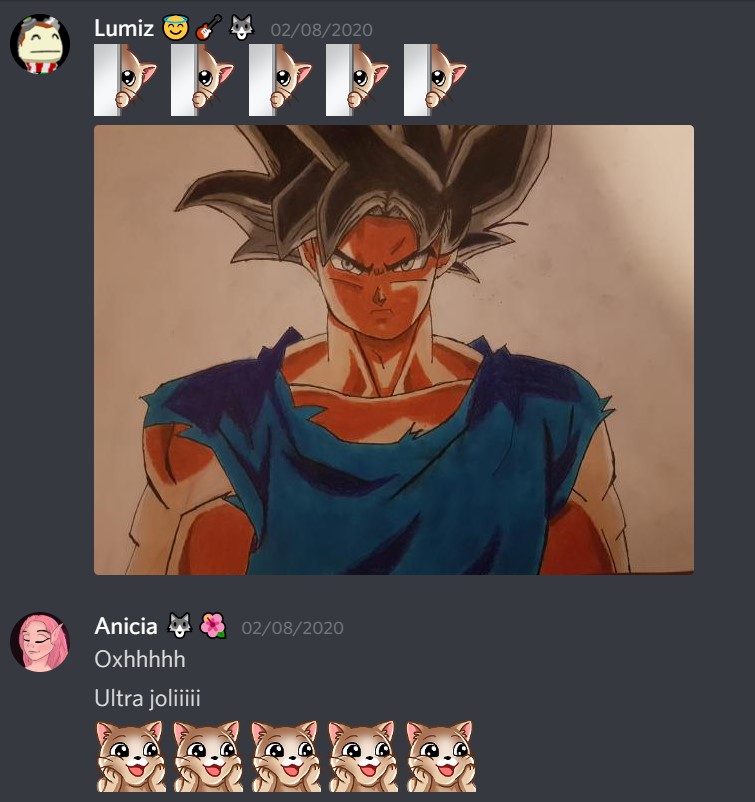 Lumiz 😇 🎸 🐺 02/08/2020
Anicia 🐺 🌺 02/08/2020
Oxhhhhh
Ultra joliiiii